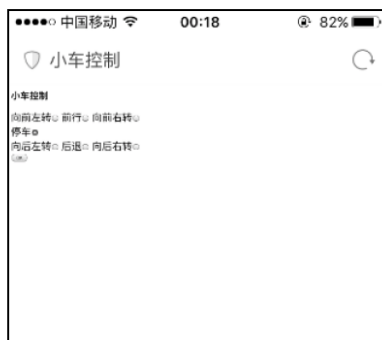 中国移动 00:18 82%
小车控制
小车控制
向前左转 前行 向前右转
停车
向后左转 后退 向后右转